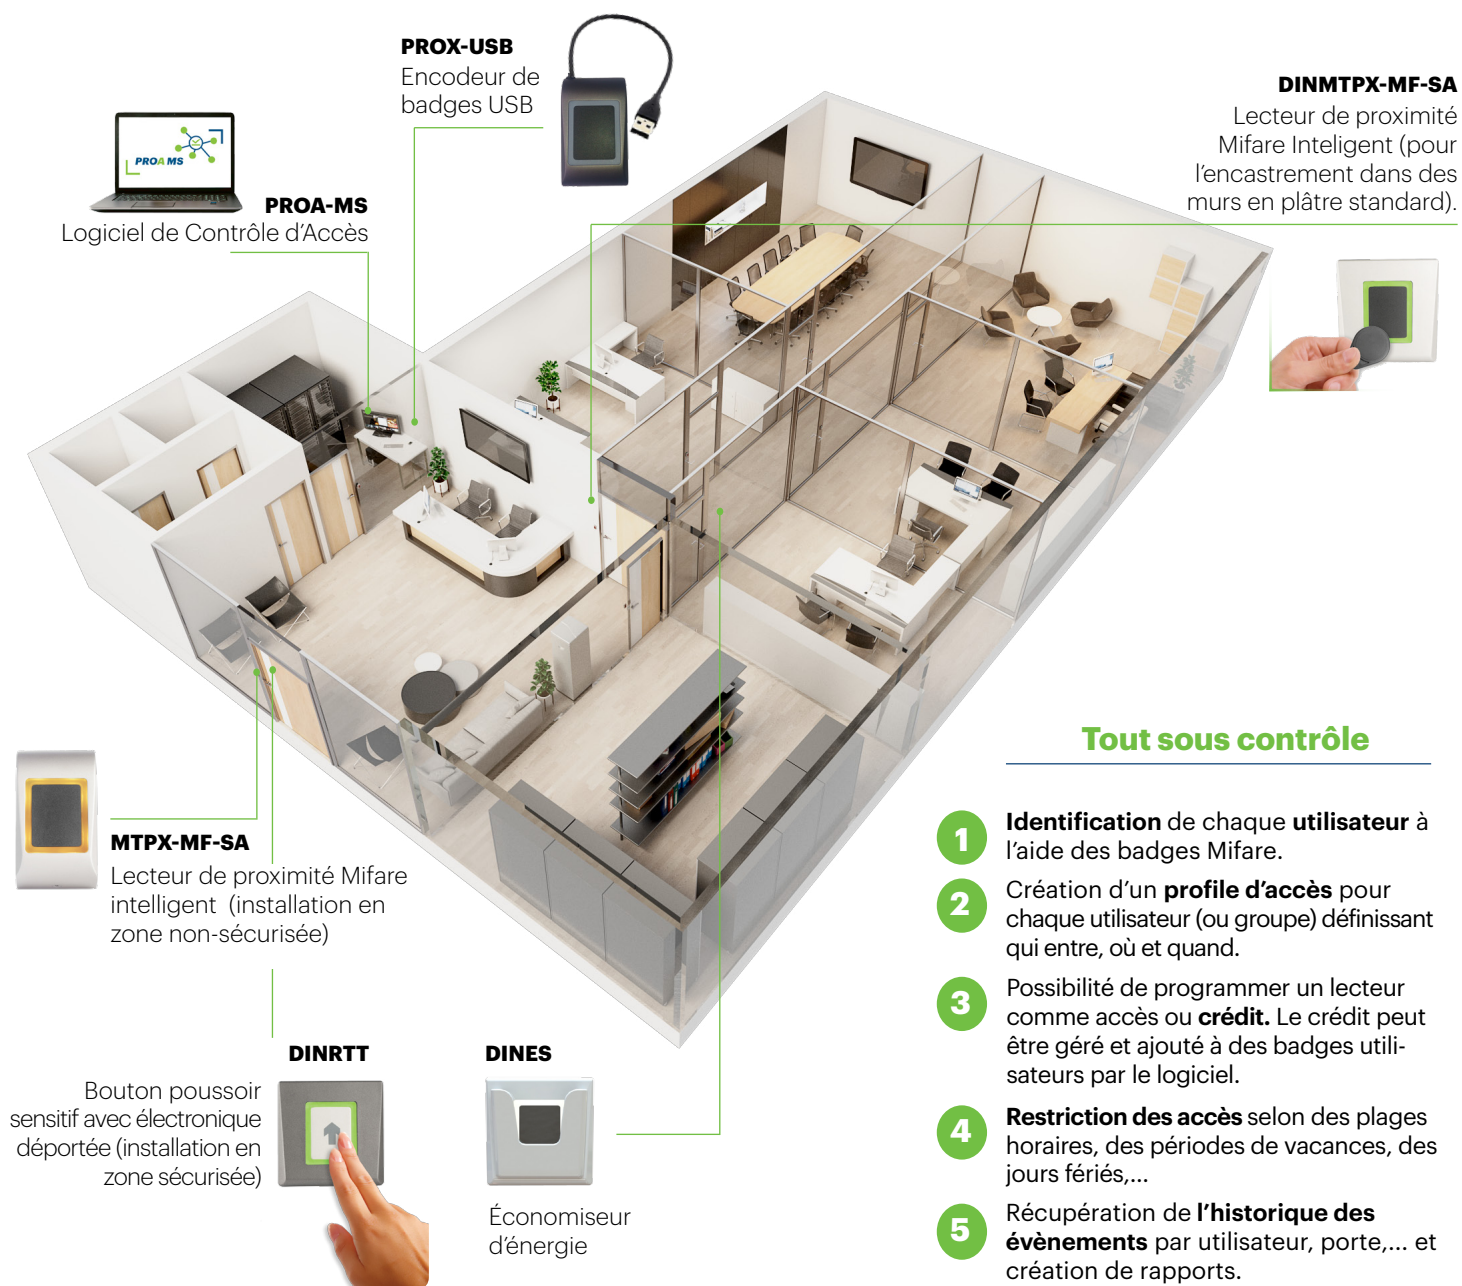 PROX-USB
Encodeur de
badges USB
DINMTPX-MF-SA
Lecteur de proximité
Mifare Inteligent (pour
l'encastrement dans des
murs en plâtre standard).
PROA MS
PROA-MS
Logiciel de Contrôle d'Accès
MTPX-MF-SA
Lecteur de proximité Mifare
intelligent (installation en
zone non-sécurisée)
DINRTT
Bouton poussoir
sensitif avec électronique
déportée (installation en
zone sécurisée)
DINES
Économiseur
d'énergie
Tout sous contrôle
1
Identification de chaque utilisateur à
l'aide des badges Mifare.
2
Création d'un profile d'accès pour
chaque utilisateur (ou groupe) définissant
qui entre, où et quand.
3
Possibilité de programmer un lecteur
comme accès ou crédit. Le crédit peut
être géré et ajouté à des badges utili-
sateurs par le logiciel.
4
Restriction des accès selon des plages
horaires, des périodes de vacances, des
jours fériés,...
5
Récupération de l'historique des
évènements par utilisateur, porte,... et
création de rapports.